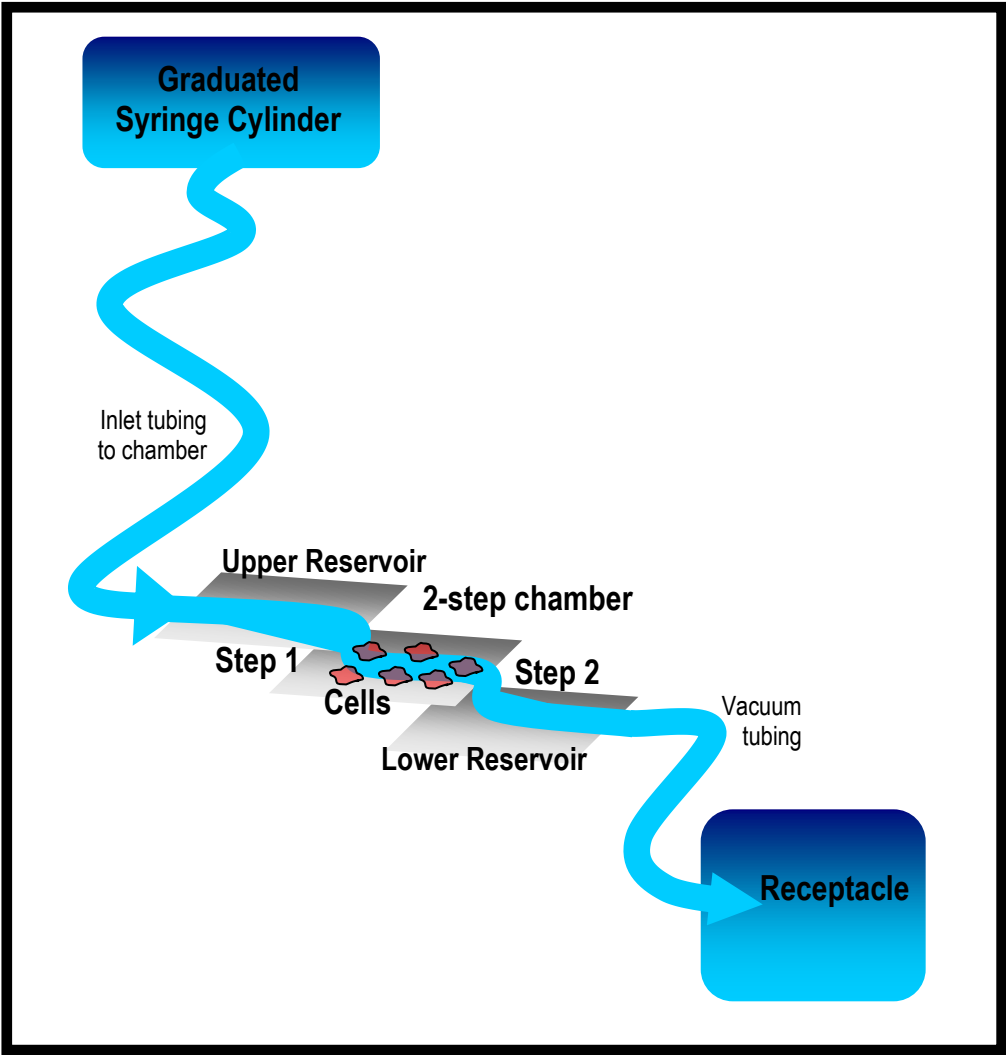 Graduated
Syringe Cylinder
Inlet tubing
to chamber
Upper Reservoir
2-step chamber
Step 1
Step 2
Cells
Vacuum
tubing
Lower Reservoir
Receptacle